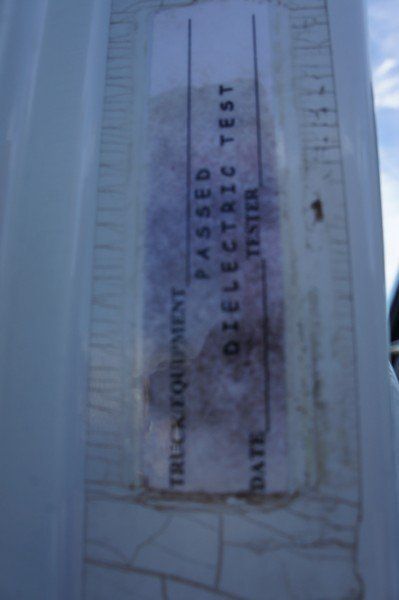 TRUCK/EQUIPMENT
PASSED
DIELECTRIC TEST
DATE TESTER